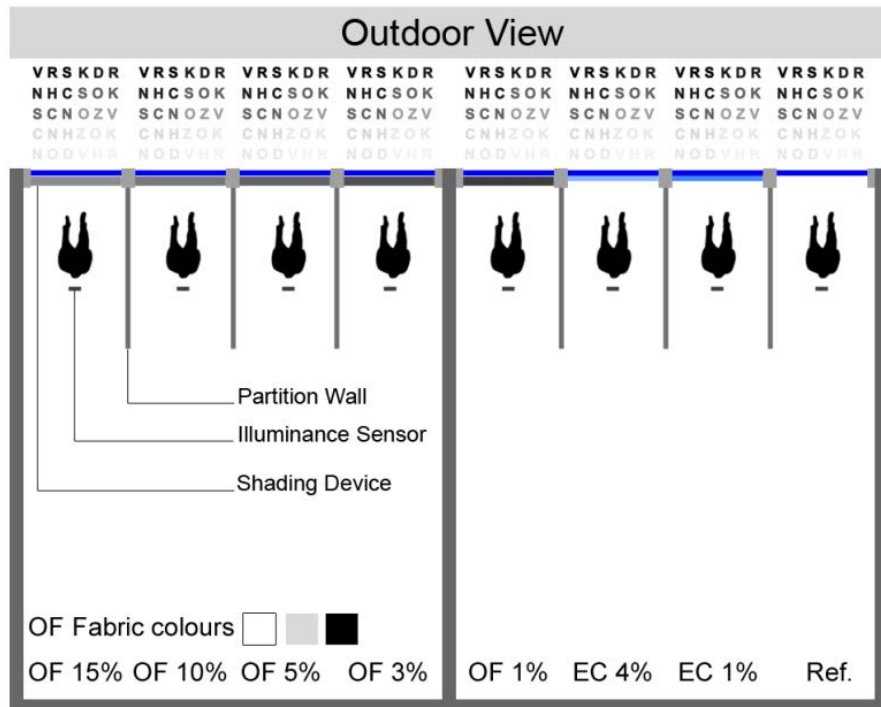 Outdoor View
VRSKDR VRSKDR VRSKDR VRSKDR VRSKDR VRSKDR VRSKDR VRSKDR
NHCSOK NHCSOK NHCSOK NHCSOK NHCSOK NHCSOK NHCSOK NHCSOK
SCNOZV SCNOZV SCNOZV SCNOZV SCNOZV SCNOZV SCNOZV SCNOZV
CNHZOK CNHZOK CNHZOK CNHZOK CNHZOK CNHZOK CNHZOK CNHZOK
NODVHR NODVHR NODVHR NODVHR NODVHR NODVHR NODVHR NODVHR
Partition Wall
Illuminance Sensor
Shading Device
OF Fabric colours
OF 15% OF 10% OF 5% OF 3% OF 1% EC 4% EC 1% Ref.